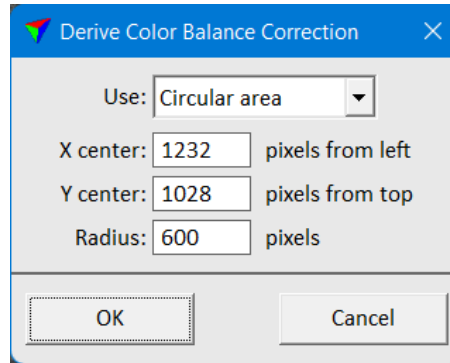 Derive Color Balance Correction
Use: Circular area
X center: 1232 pixels from left
Y center: 1028 pixels from top
Radius: 600 pixels
OK Cancel